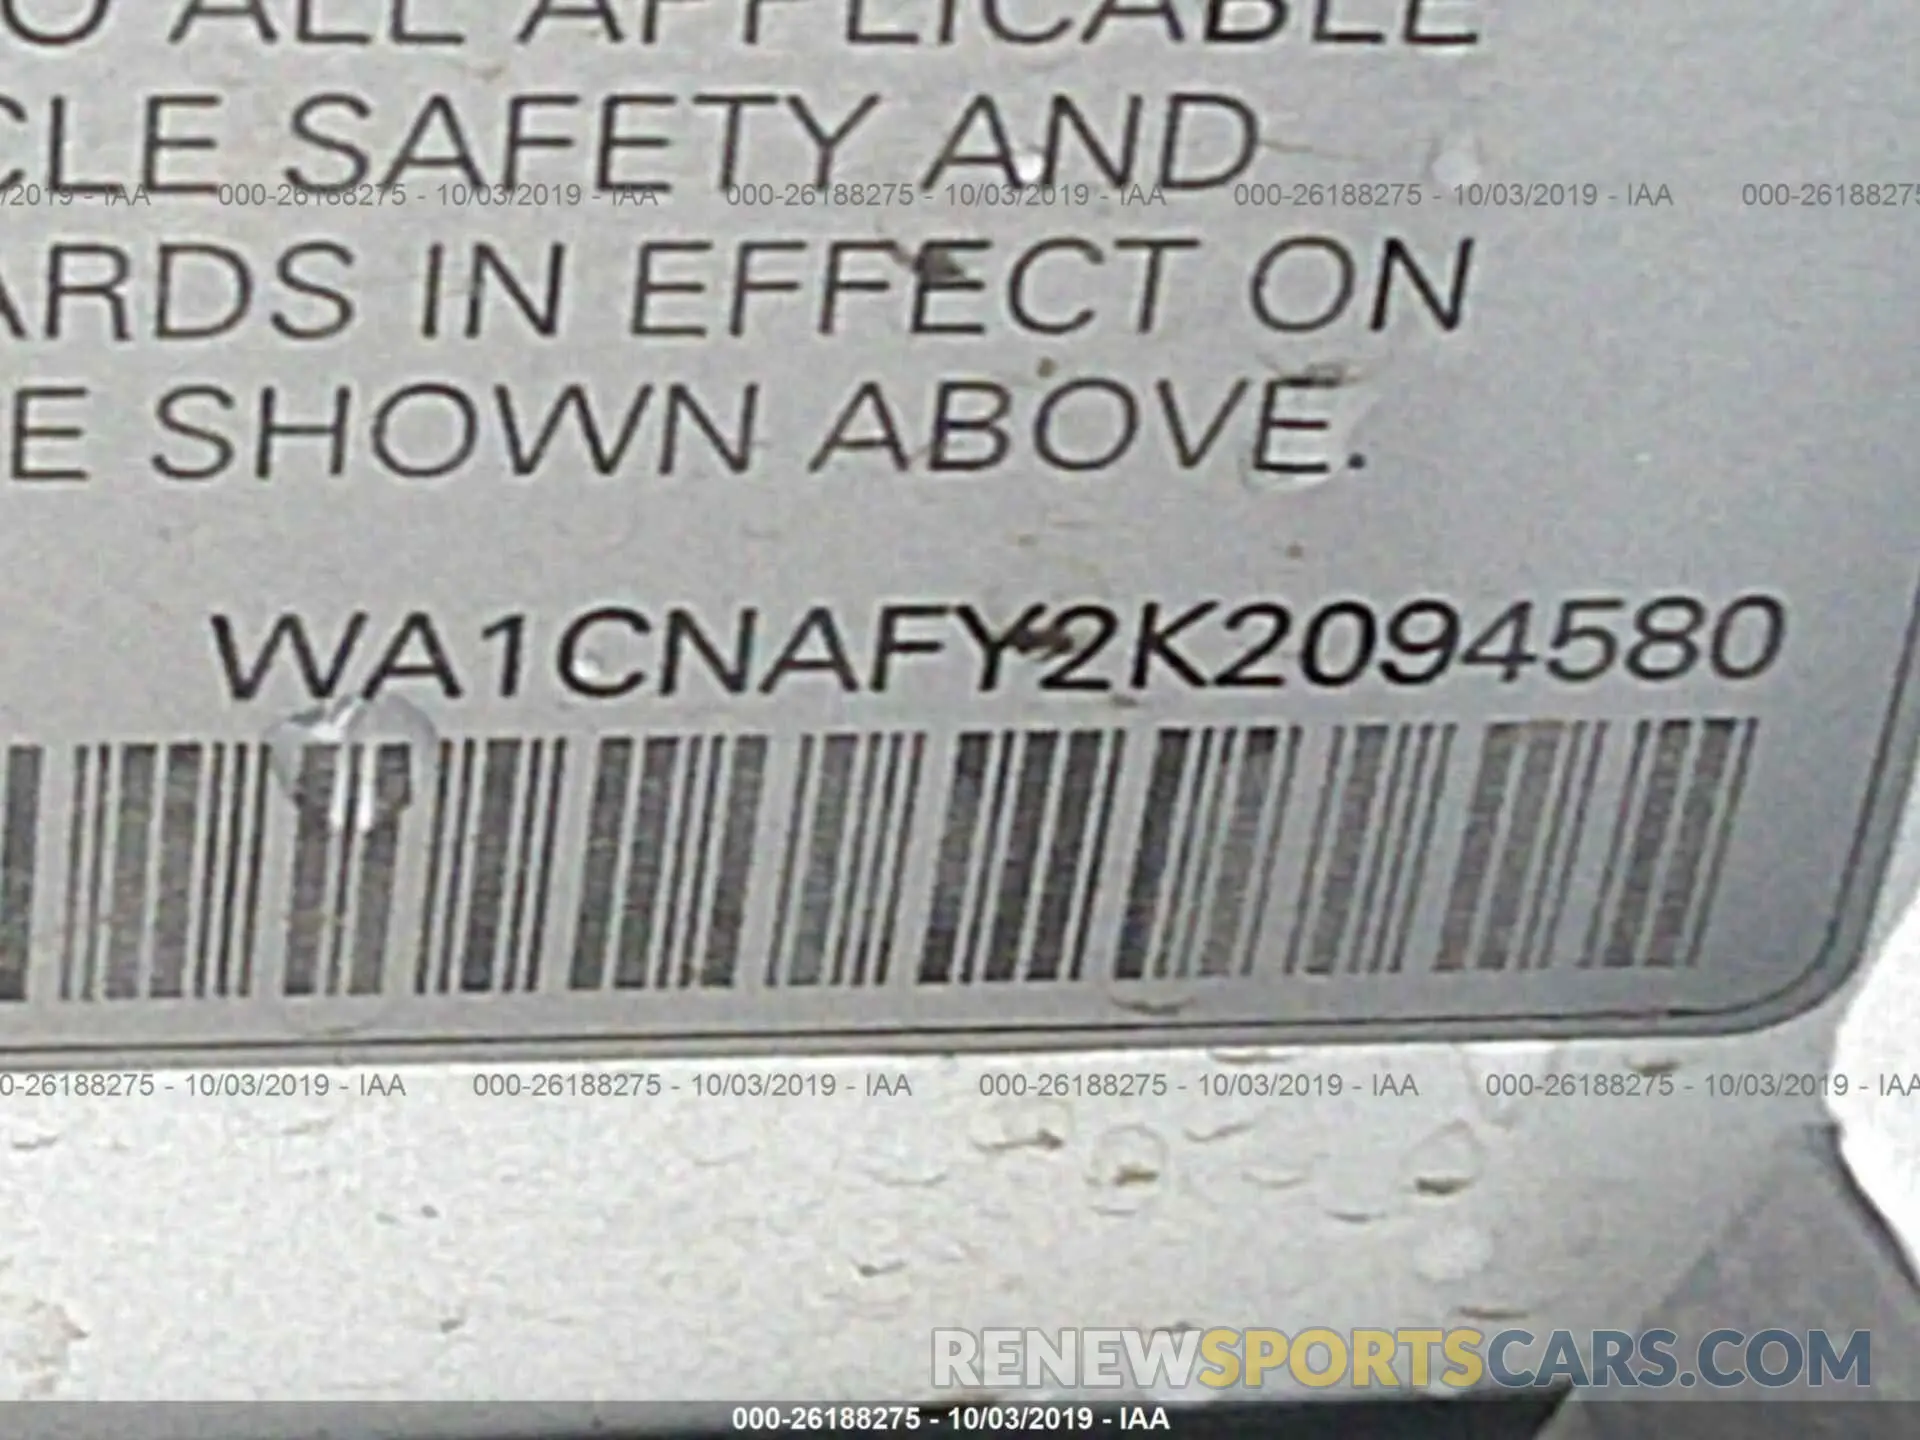 O ALL APPLICABLE
CLE SAFETY AND
/2019 - IAA 000-26188275 - 10/03/2019 - IAA 000-26188275 - 10/03/2019 - IAA 000-26188275 - 10/03/2019 - IAA 000-26188275
ARDS IN EFFECT ON
E SHOWN ABOVE.
WA1CNAFY2K2094580
0-26188275 - 10/03/2019 - IAA 000-26188275 - 10/03/2019 - IAA 000-26188275 - 10/03/2019 - IAA 000-26188275 - 10/03/2019 - IAA
RENEWSPORTSCARS.COM
000-26188275 - 10/03/2019 - IAA